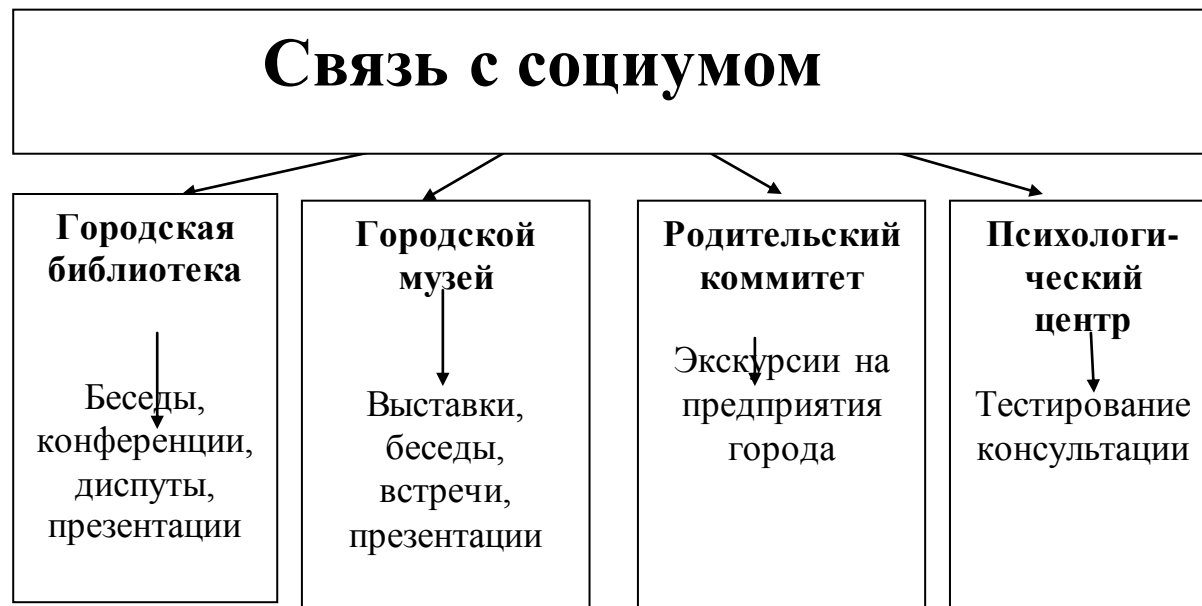 Связь с социумом
Городская
библиотека
Беседы,
конференции,
диспуты,
презентации
Городской
музей
Выставки,
беседы,
встречи,
презентации
Родительский
коммитет
Экскурсии на
предприятия
города
Психологи-
ческий
центр
Тестирование
консультации